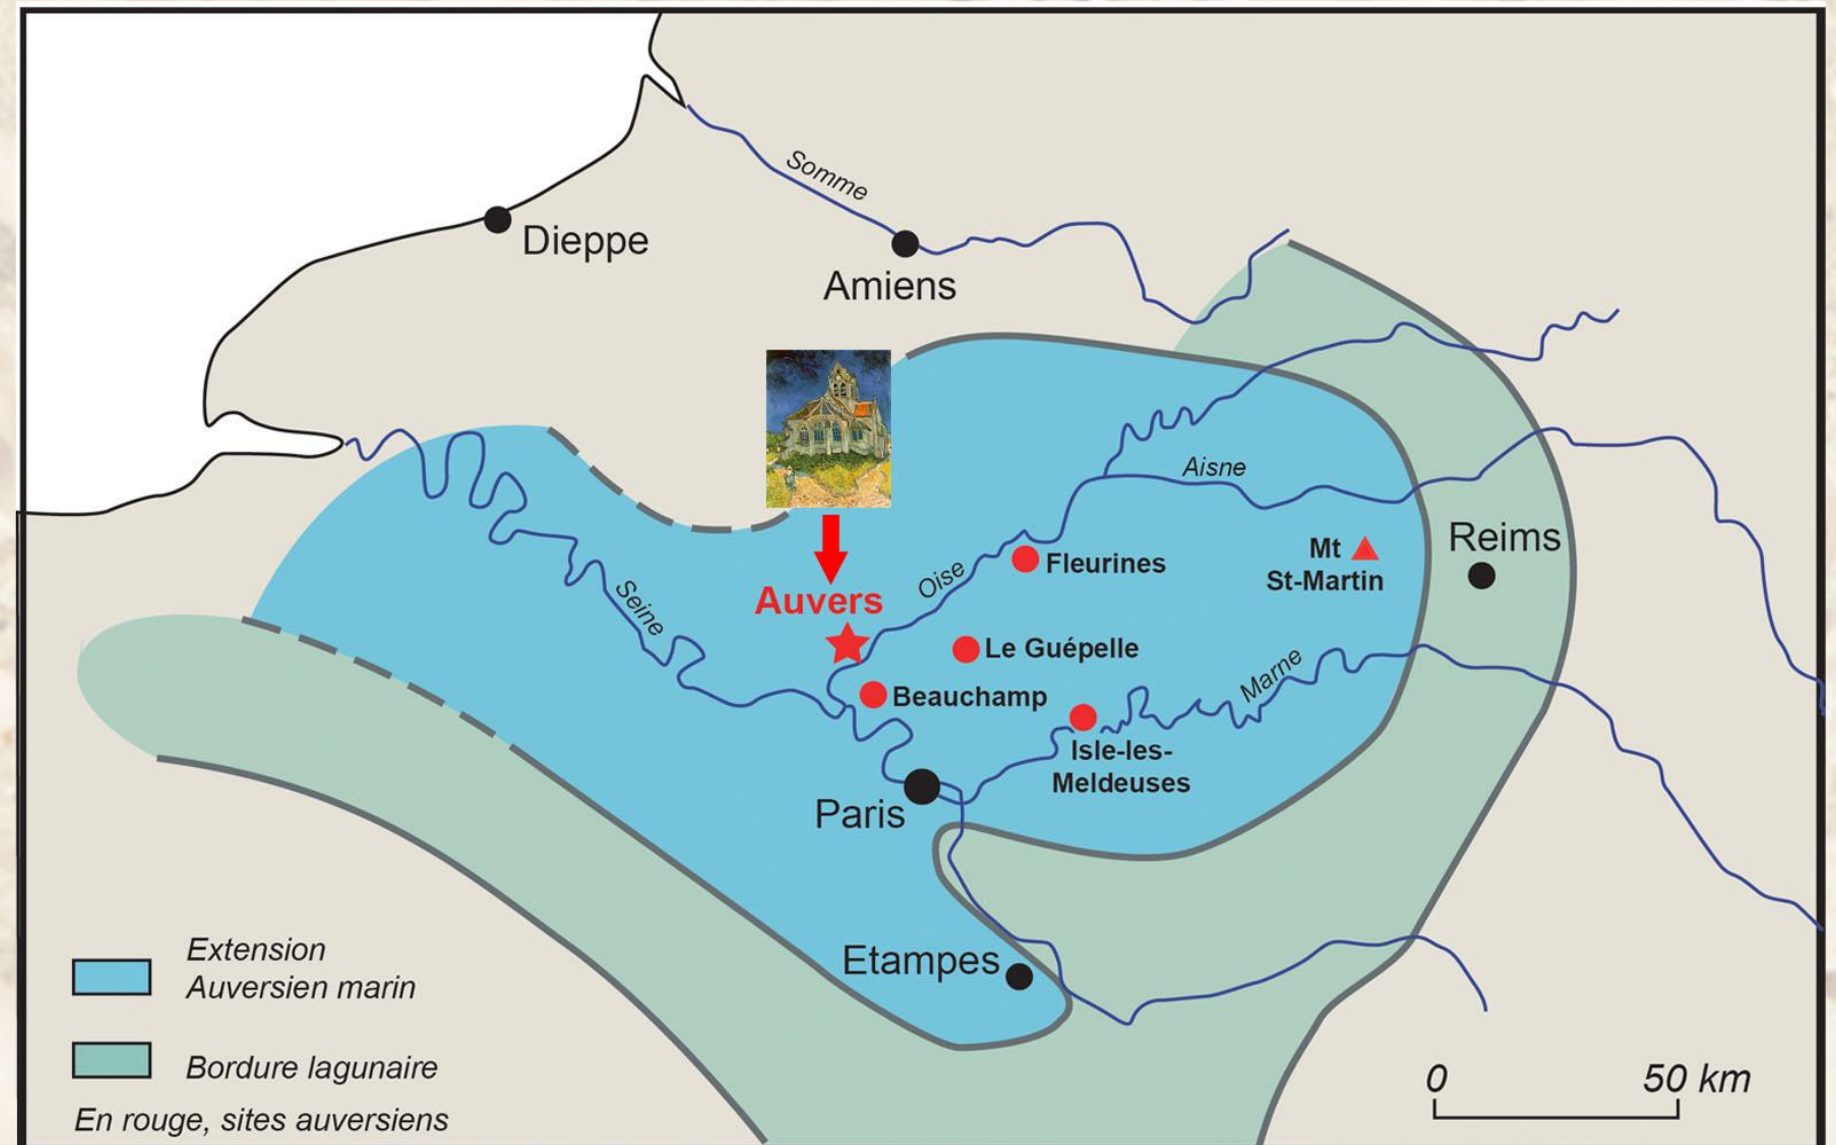 Somme
Dieppe
Amiens
Aisne
Reims
Mt
St-Martin
Fleurines
Oise
Seine
Auvers
Le Guépelle
Marne
Beauchamp
Isle-les-
Meldeuses
Paris
Etampes
Extension
Auversien marin
Bordure lagunaire
En rouge, sites auversiens
0 50 km